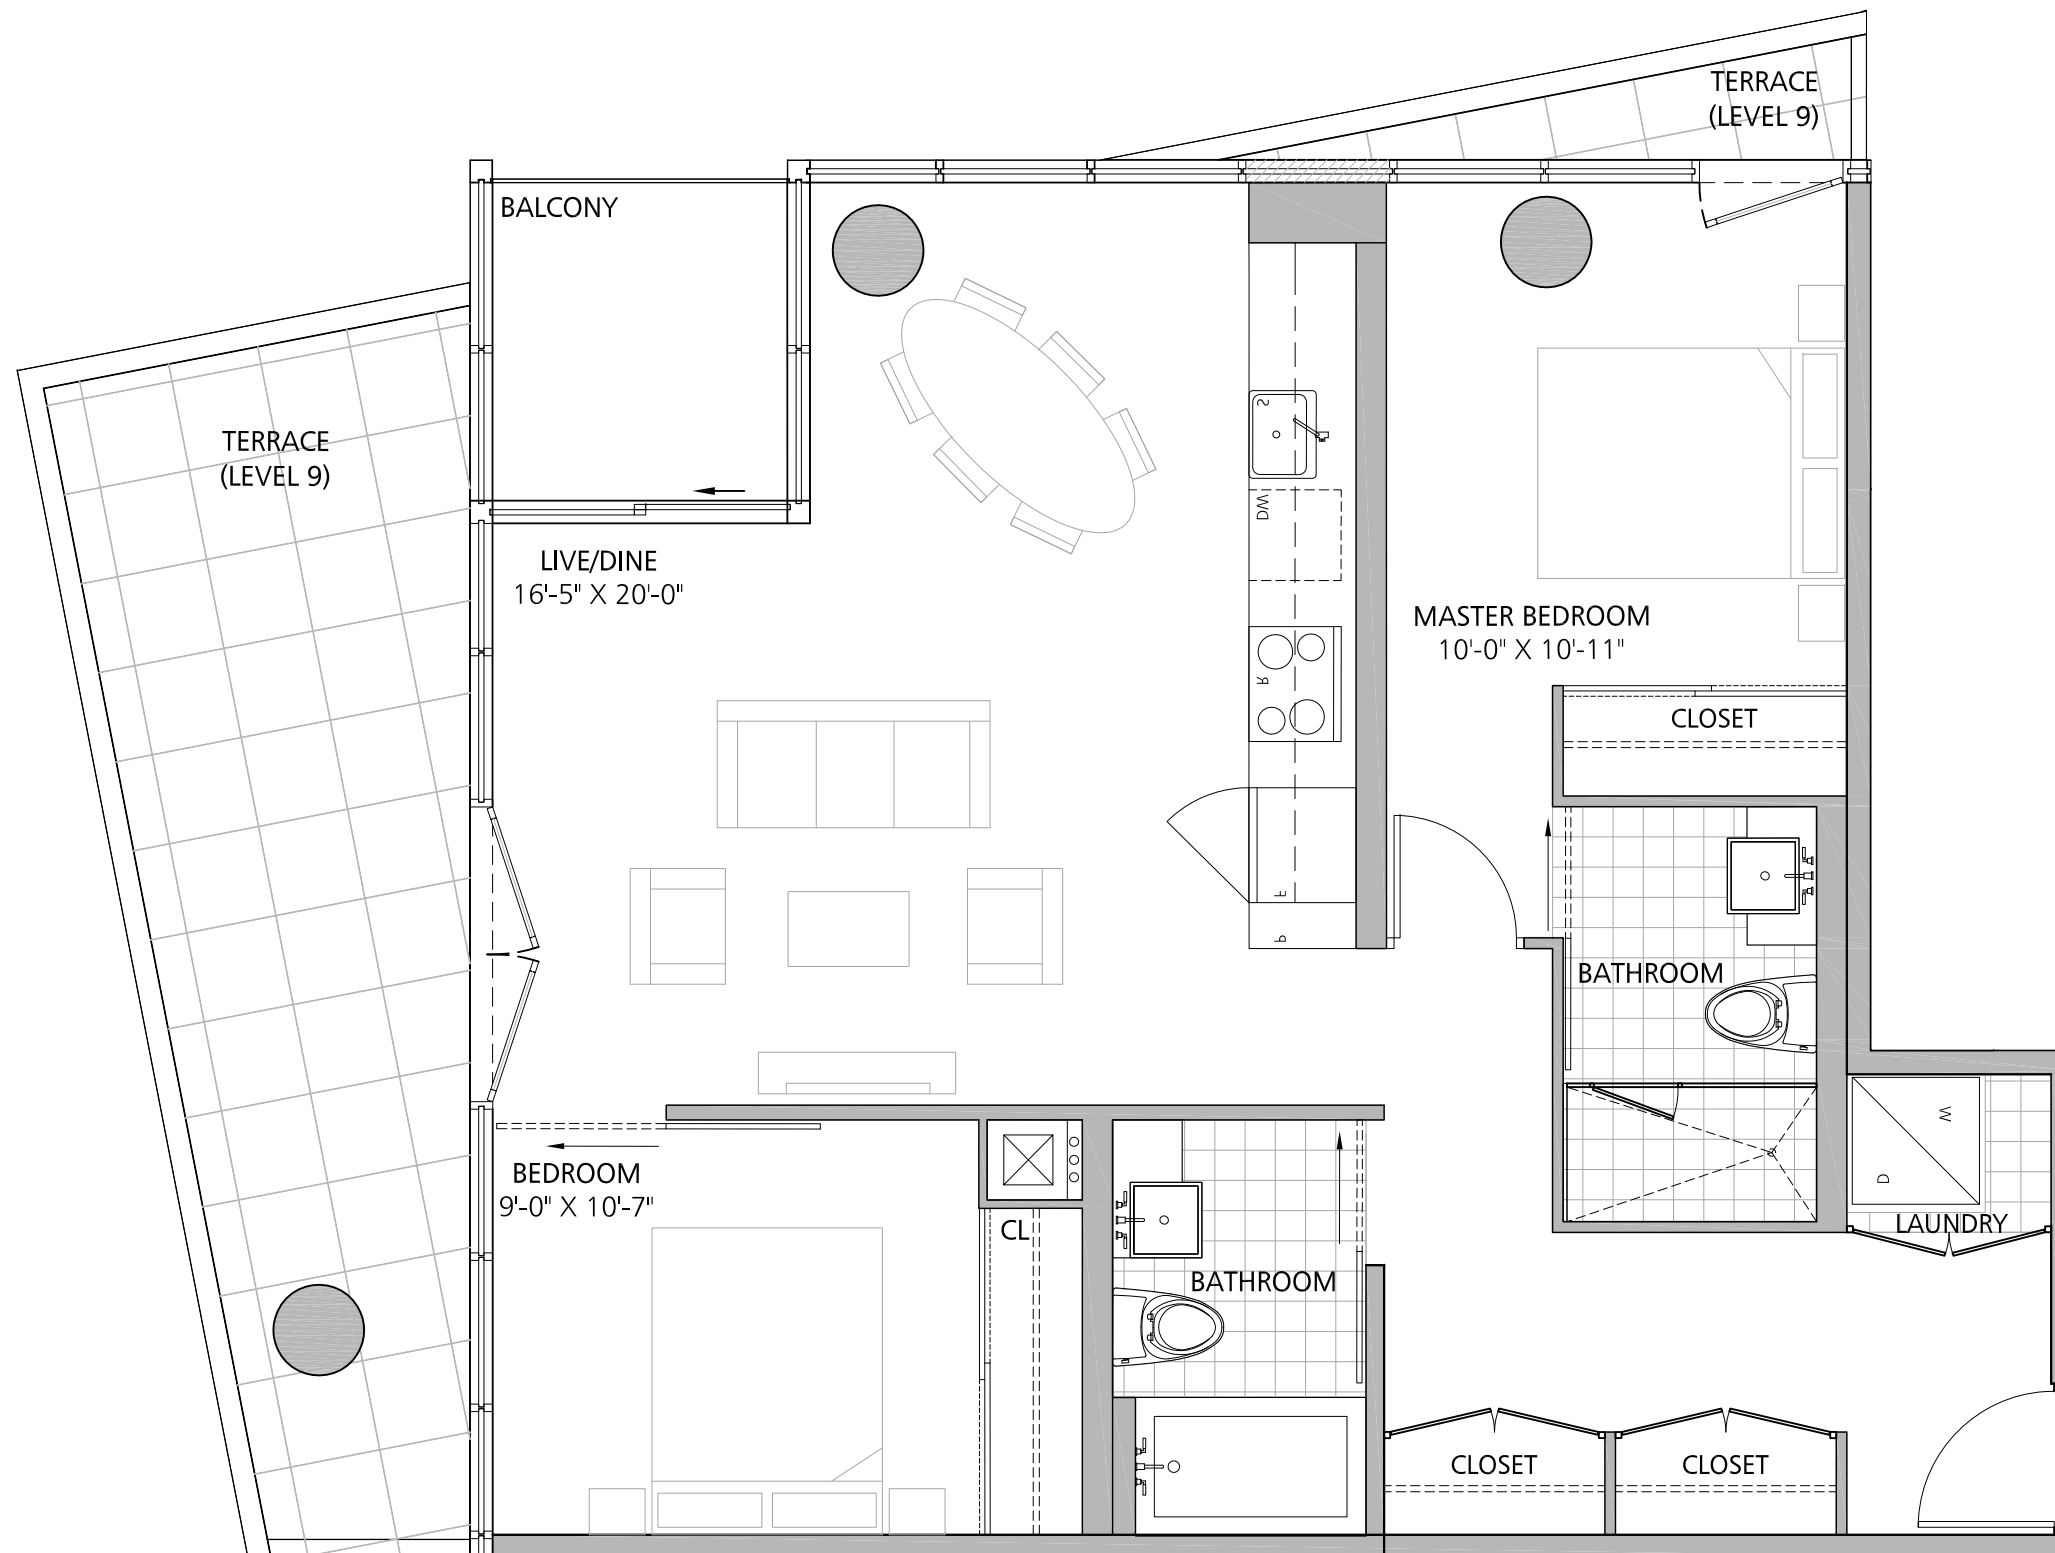 TERRACE
(LEVEL 9)
BALCONY
TERRACE
(LEVEL 9)
S
DW
LIVE/DINE
16'-5" X 20'-0"
MASTER BEDROOM
10'-0" X 10'-11"
R
CLOSET
F
P
BATHROOM
W
D
LAUNDRY
BEDROOM
9'-0" X 10'-7"
CL
BATHROOM
CLOSET
CLOSET